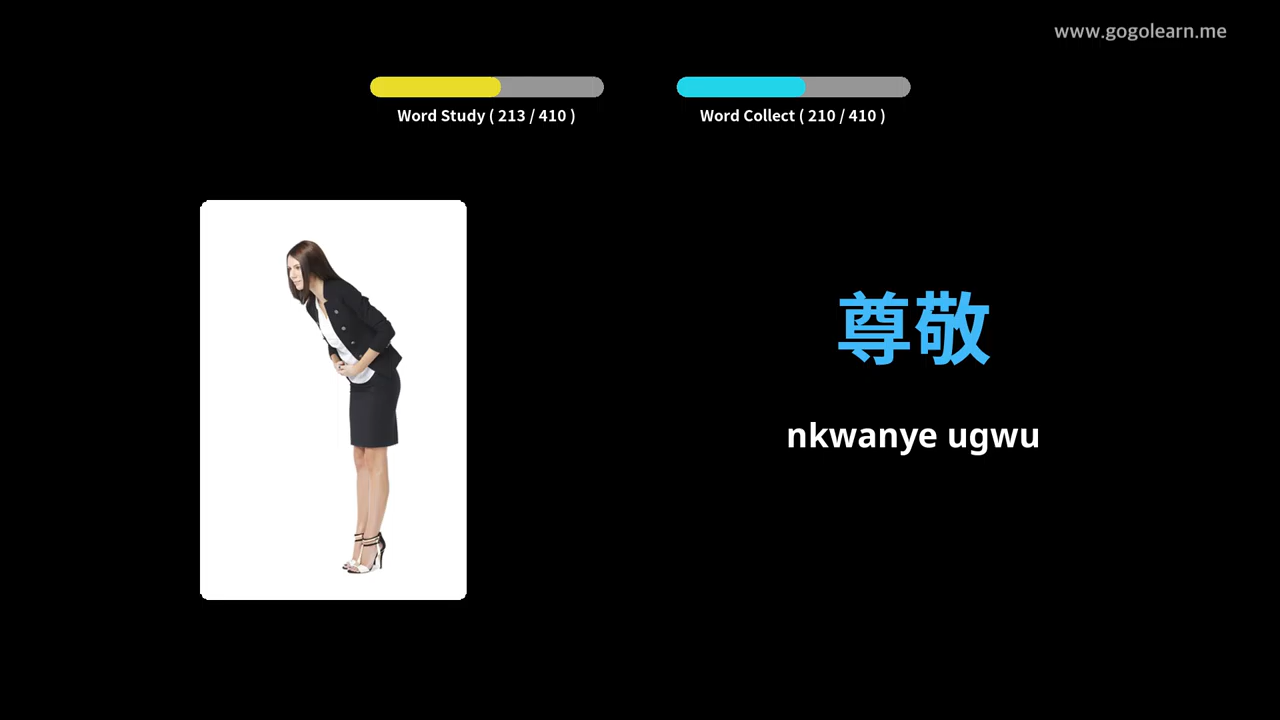 www.gogolearn.me
Word Study ( 213 / 410 )
Word Collect ( 210 / 410 )
尊敬
nkwanye ugwu